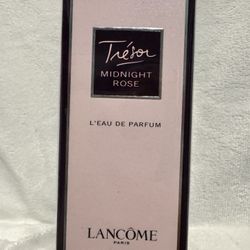 Trésor
MIDNIGHT
ROSE
L'EAU DE PARFUM
LANCÔME
PARIS